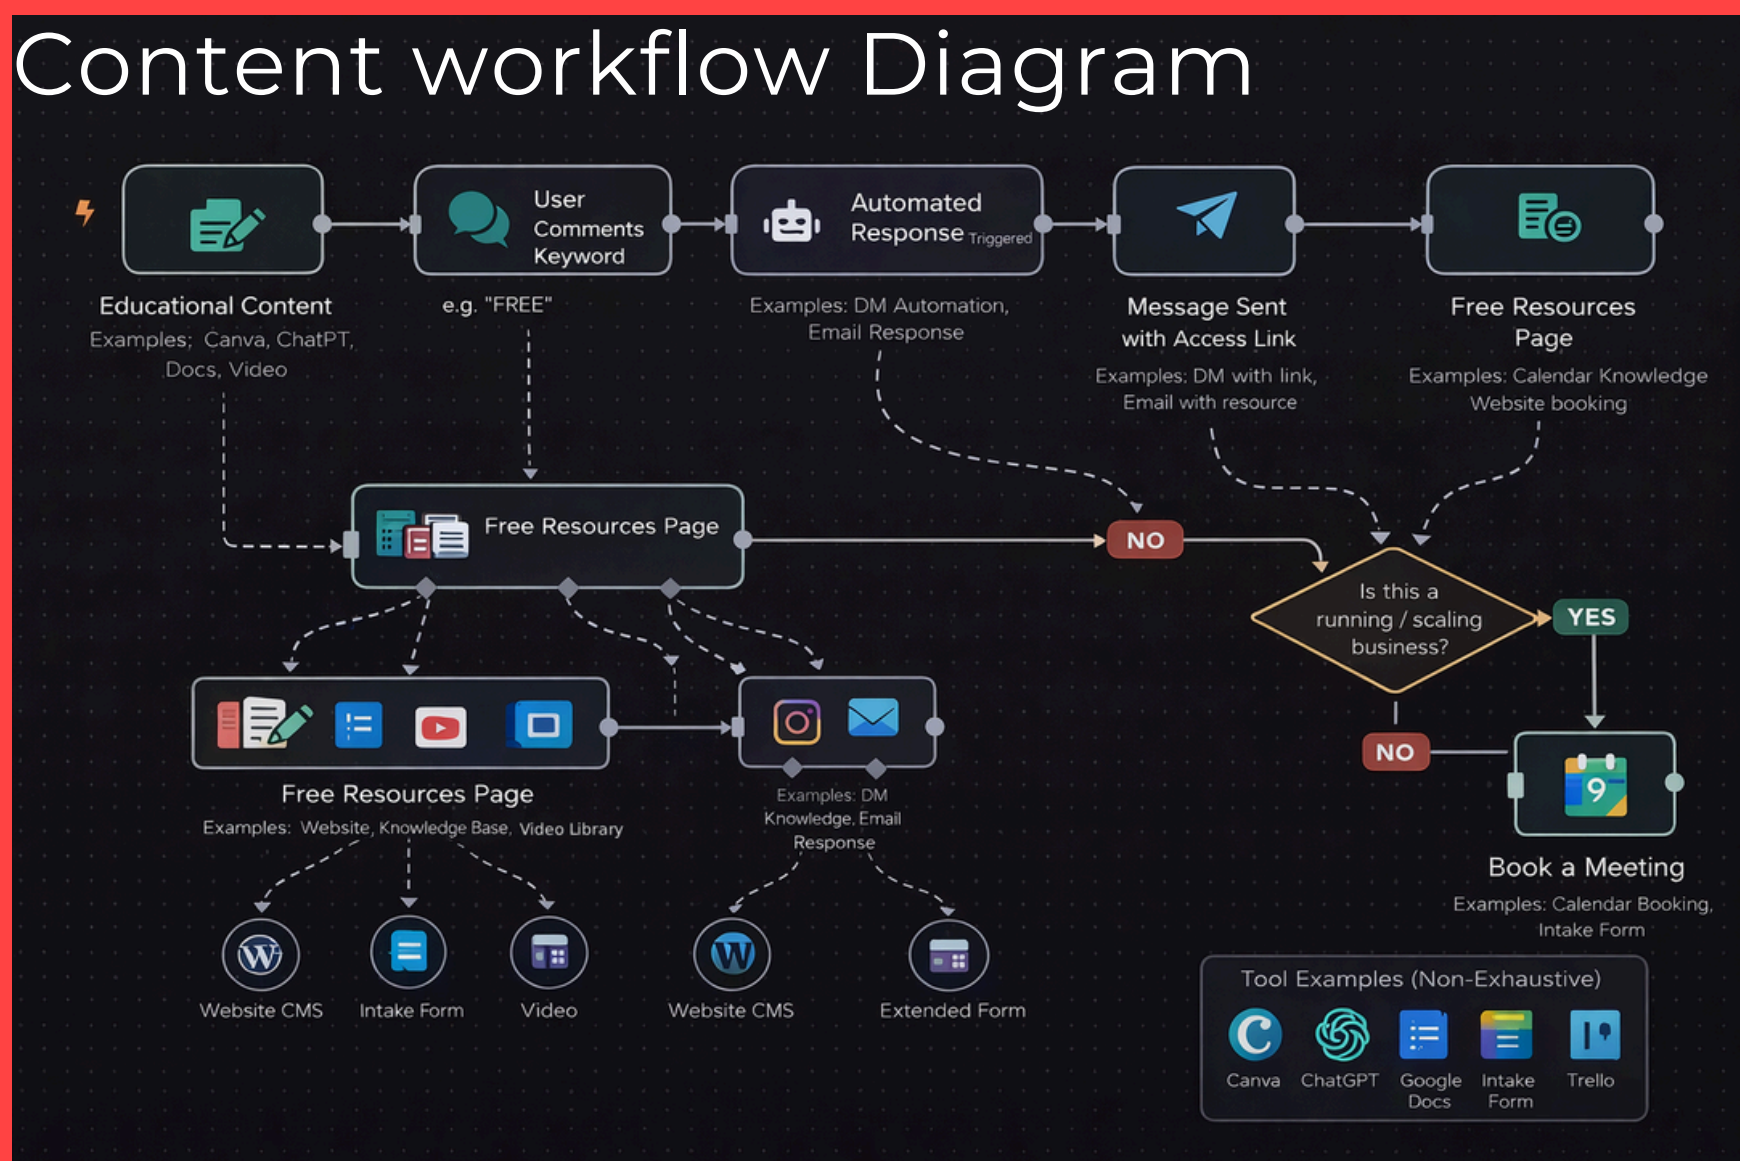 Content workflow Diagram
User
Comments
Keyword
Automated
Response Triggered
Educational Content
Examples; Canva, ChatPT,
Docs, Video
e.g. "FREE"
Examples: DM Automation,
Email Response
Message Sent
with Access Link
Examples: DM with link,
Email with resource
Free Resources
Page
Examples: Calendar Knowledge
Website booking
Free Resources Page
NO
Is this a
running / scaling
business?
YES
NO
9
Book a Meeting
Examples: Calendar Booking,
Intake Form
Free Resources Page
Examples: Website, Knowledge Base, Video Library
Examples: DM
Knowledge, Email
Response
W
Website CMS
Intake Form
Video
W
Website CMS
Extended Form
Tool Examples (Non-Exhaustive)
C
Canva
ChatGPT
Google
Docs
Intake
Form
Trello